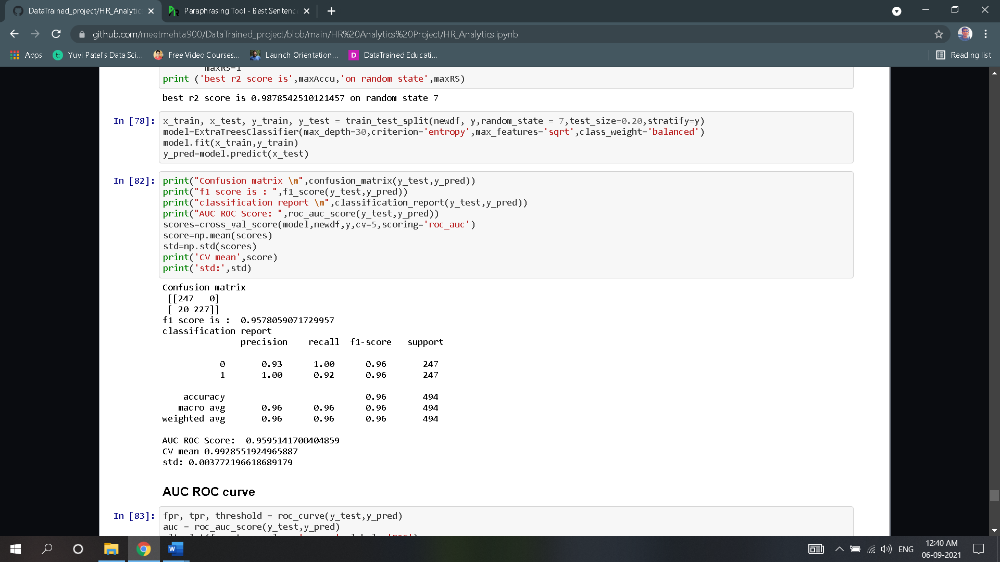 DataTrained_project/HR_Analytic
Paraphrasing Tool - Best Sentenc
github.com/meetmehta900/DataTrained_project/blob/main/HR%20Analytics%20Project/HR_Analytics.ipynb
Apps
Yuvi Patel's Data Sci...
Free Video Courses...
Launch Orientation...
D DataTrained Educati...
Reading list
maxRS=i
print ('best r2 score is',maxAccu,'on random state',maxRS)
best r2 score is 0.9878542510121457 on random state 7
In [78]:
x_train, x_test, y_train, y_test = train_test_split(newdf, y,random_state = 7,test_size=0.20,stratify=y)
model=ExtraTreesClassifier(max_depth=30,criterion='entropy',max_features='sqrt',class_weight='balanced')
model.fit(x_train,y_train)
y_pred=model.predict(x_test)
In [82]:
print("Confusion matrix \n",confusion_matrix(y_test,y_pred))
print("f1 score is : ",f1_score(y_test,y_pred))
print("classification report \n",classification_report(y_test,y_pred))
print("AUC ROC Score: ",roc_auc_score(y_test,y_pred))
scores=cross_val_score(model,newdf,y,cv=5,scoring='roc_auc')
score=np.mean(scores)
std=np.std(scores)
print('CV mean',score)
print('std:',std)
Confusion matrix
[[247   0]
[ 20 227]]
f1 score is :  0.9578059071729957
classification report
precision    recall  f1-score   support
0       0.93      1.00      0.96       247
1       1.00      0.92      0.96       247
accuracy                           0.96       494
macro avg       0.96      0.96      0.96       494
weighted avg       0.96      0.96      0.96       494
AUC ROC Score:  0.9595141700404859
CV mean 0.9928551924965887
std: 0.003772196618689179
AUC ROC curve
In [83]:
fpr, tpr, threshold = roc_curve(y_test,y_pred)
auc = roc_auc_score(y_test,y_pred)
ENG
12:40 AM
06-09-2021